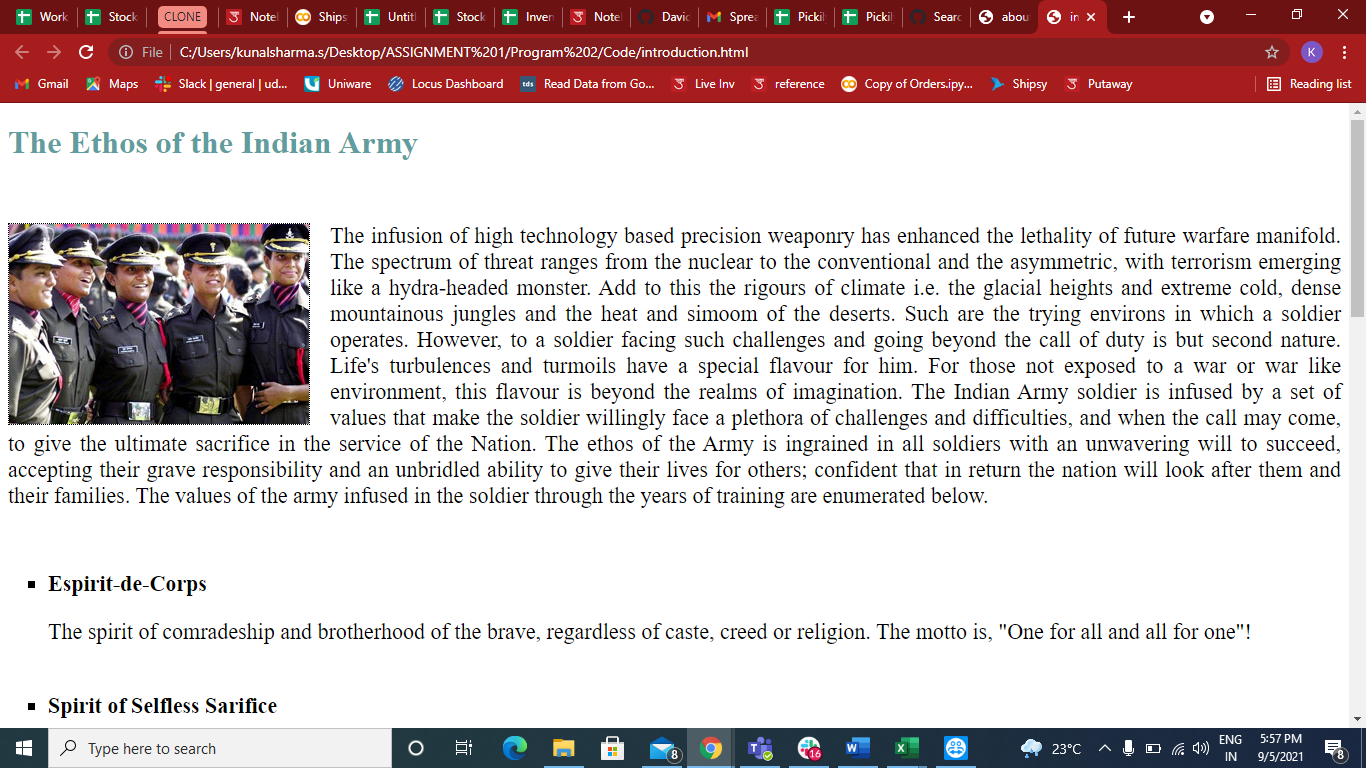 Work
Stock
CLONE
Notel
Ships
Untitl
Stock
Inven
Notel
Davic
Sprea
Pickil
Pickil
Searc
abou
in
File
C:/Users/kunalsharma.s/Desktop/ASSIGNMENT%201/Program%202/Code/introduction.html
K
Gmail
Maps
Slack | general | ud...
Uniware
Locus Dashboard
tds
Read Data from Go...
Live Inv
reference
Copy of Orders.ipy...
Shipsy
Putaway
Reading list
The Ethos of the Indian Army
The infusion of high technology based precision weaponry has enhanced the lethality of future warfare manifold.
The spectrum of threat ranges from the nuclear to the conventional and the asymmetric, with terrorism emerging
like a hydra-headed monster. Add to this the rigours of climate i.e. the glacial heights and extreme cold, dense
mountainous jungles and the heat and simoom of the deserts. Such are the trying environs in which a soldier
operates. However, to a soldier facing such challenges and going beyond the call of duty is but second nature.
Life's turbulences and turmoils have a special flavour for him. For those not exposed to a war or war like
environment, this flavour is beyond the realms of imagination. The Indian Army soldier is infused by a set of
values that make the soldier willingly face a plethora of challenges and difficulties, and when the call may come,
to give the ultimate sacrifice in the service of the Nation. The ethos of the Army is ingrained in all soldiers with an unwavering will to succeed,
accepting their grave responsibility and an unbridled ability to give their lives for others; confident that in return the nation will look after them and
their families. The values of the army infused in the soldier through the years of training are enumerated below.
Espirit-de-Corps
The spirit of comradeship and brotherhood of the brave, regardless of caste, creed or religion. The motto is, "One for all and all for one"!
Spirit of Selfless Sarifice
Type here to search
8
16
23°C
ENG
IN
5:57 PM
9/5/2021
8